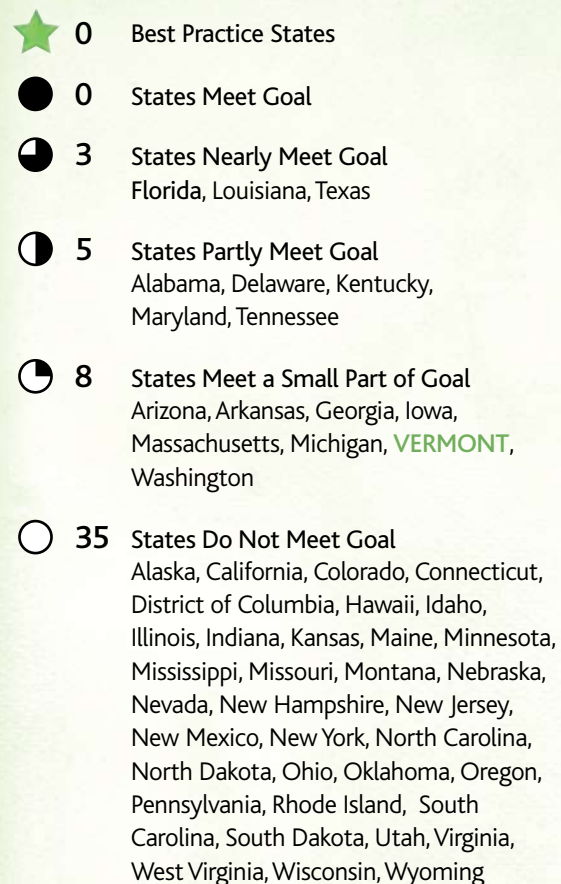 0 Best Practice States
0 States Meet Goal
3 States Nearly Meet Goal
Florida, Louisiana, Texas
5 States Partly Meet Goal
Alabama, Delaware, Kentucky,
Maryland, Tennessee
8 States Meet a Small Part of Goal
Arizona, Arkansas, Georgia, Iowa,
Massachusetts, Michigan, VERMONT,
Washington
35 States Do Not Meet Goal
Alaska, California, Colorado, Connecticut,
District of Columbia, Hawaii, Idaho,
Illinois, Indiana, Kansas, Maine, Minnesota,
Mississippi, Missouri, Montana, Nebraska,
Nevada, New Hampshire, New Jersey,
New Mexico, New York, North Carolina,
North Dakota, Ohio, Oklahoma, Oregon,
Pennsylvania, Rhode Island, South
Carolina, South Dakota, Utah, Virginia,
West Virginia, Wisconsin, Wyoming